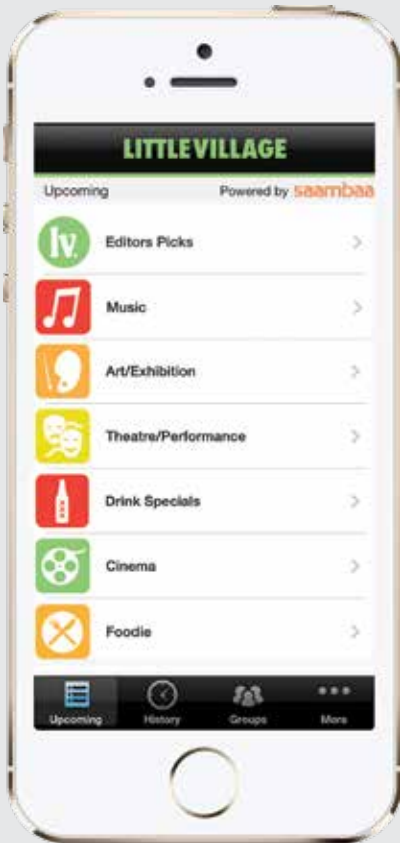 LITTLEVILLAGE
Upcoming Powered by saambaa
lv. Editors Picks
Music
Art/Exhibition
Theatre/Performance
Drink Specials
Cinema
Foodie
Upcoming History Groups More